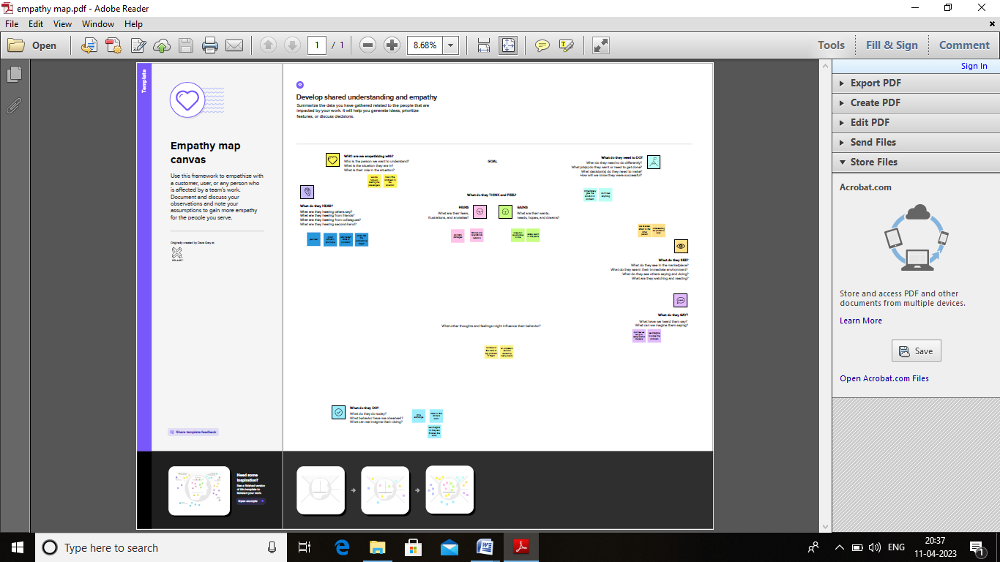 empathy map.pdf - Adobe Reader
File Edit View Window Help
Open
1 / 1
8.68%
Tools Fill & Sign Comment
Sign In
Export PDF
Create PDF
Edit PDF
Send Files
Store Files
Acrobat.com
Store and access PDF and other
documents from multiple devices.
Learn More
Save
Open Acrobat.com Files
Template
Empathy map
canvas
Use this framework to empathize with
a customer, user, or any person who
is affected by a team's work.
Document and discuss your
observations and note your
assumptions to gain more empathy
for the people you serve.
Originally created by Dave Gray at
Share template feedback
Develop shared understanding and empathy
Summarize the data you have gathered related to the people that are
impacted by your work. It will help you generate ideas, prioritize
features, or discuss decisions.
WHO are we empathizing with?
Who is the person we want to understand?
What is the situation they are in?
What is their role in the situation?
GOAL
What do they need to DO?
What do they need to do differently?
What job(s) do they want or need to get done?
What decision(s) do they need to make?
How will we know they were successful?
What do they HEAR?
What are they hearing others say?
What are they hearing from friends?
What are they hearing from colleagues?
What are they hearing second-hand?
What do they THINK and FEEL?
PAINS
What are their fears,
frustrations, and anxieties?
GAINS
What are their wants,
needs, hopes, and dreams?
What do they SEE?
What do they see in the marketplace?
What do they see in their immediate environment?
What do they see others saying and doing?
What are they watching and reading?
What do they SAY?
What have we heard them say?
What can we imagine them saying?
What other thoughts and feelings might influence their behavior?
What do they DO?
What do they do today?
What behavior have we observed?
What can we imagine them doing?
Need some
inspiration?
See a finished version
of this template to
kickstart your work.
Open example
Type here to search
ENG
20:37
11-04-2023
1